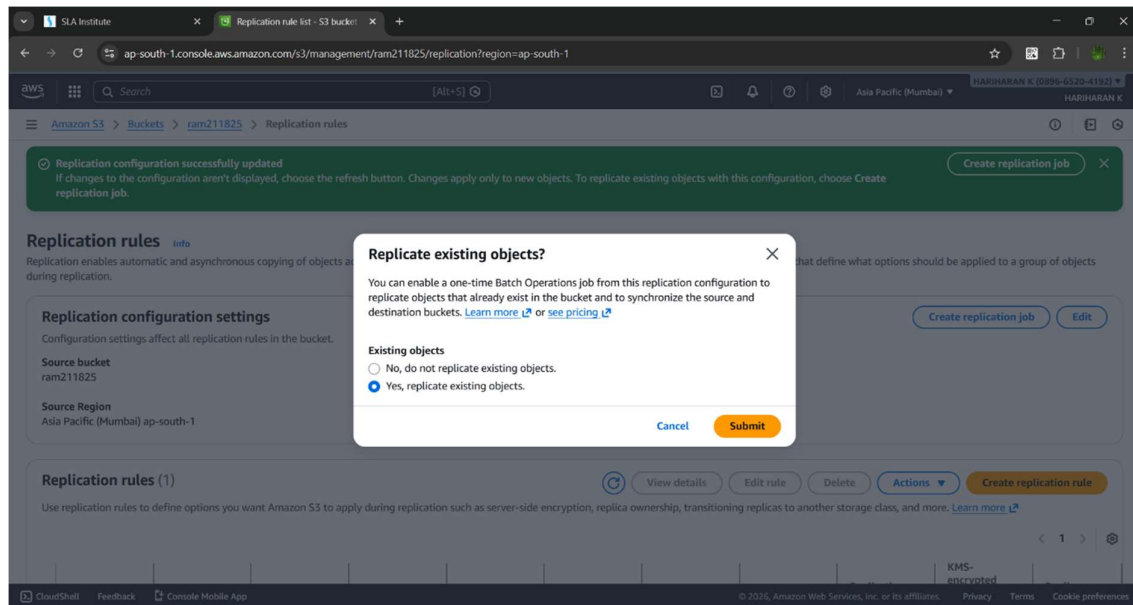 SLA Institute
Replication rule list - S3 bucket
ap-south-1.console.aws.amazon.com/s3/management/ram211825/replication?region=ap-south-1
aws
Search
[Alt+S]
Asia Pacific (Mumbai)
HARIHARAN K (0896-6520-4192)
HARIHARAN K
Amazon S3 > Buckets > ram211825 > Replication rules
Replication configuration successfully updated
If changes to the configuration aren't displayed, choose the refresh button. Changes apply only to new objects. To replicate existing objects with this configuration, choose Create
replication job.
Create replication job
Replication rules Info
Replication enables automatic and asynchronous copying of objects
that define what options should be applied to a group of objects
during replication.
Replicate existing objects?
You can enable a one-time Batch Operations job from this replication configuration to
replicate objects that already exist in the bucket and to synchronize the source and
destination buckets. Learn more or see pricing
Existing objects
No, do not replicate existing objects.
Yes, replicate existing objects.
Cancel
Submit
Replication configuration settings
Create replication job
Edit
Configuration settings affect all replication rules in the bucket.
Source bucket
ram211825
Source Region
Asia Pacific (Mumbai) ap-south-1
Replication rules (1)
View details
Edit rule
Delete
Actions
Create replication rule
Use replication rules to define options you want Amazon S3 to apply during replication such as server-side encryption, replica ownership, transitioning replicas to another storage class, and more. Learn more
1
KMS-
encrypted
CloudShell
Feedback
Console Mobile App
© 2026, Amazon Web Services, Inc. or its affiliates.
Privacy
Terms
Cookie preferences